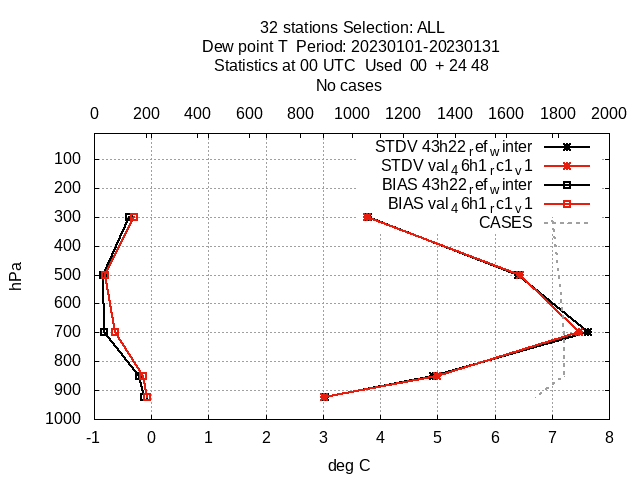 32 stations Selection: ALL
Dew point T  Period: 20230101-20230131
Statistics at 00 UTC  Used  00  + 24 48
No cases
0 200 400 600 800 1000 1200 1400 1600 1800 2000
STDV 43h22_ref_winter
STDV val_46h1_rc1_v1
BIAS 43h22_ref_winter
BIAS val_46h1_rc1_v1
CASES
100
200
300
400
500
600
700
800
900
1000
hPa
-1 0 1 2 3 4 5 6 7 8
deg C